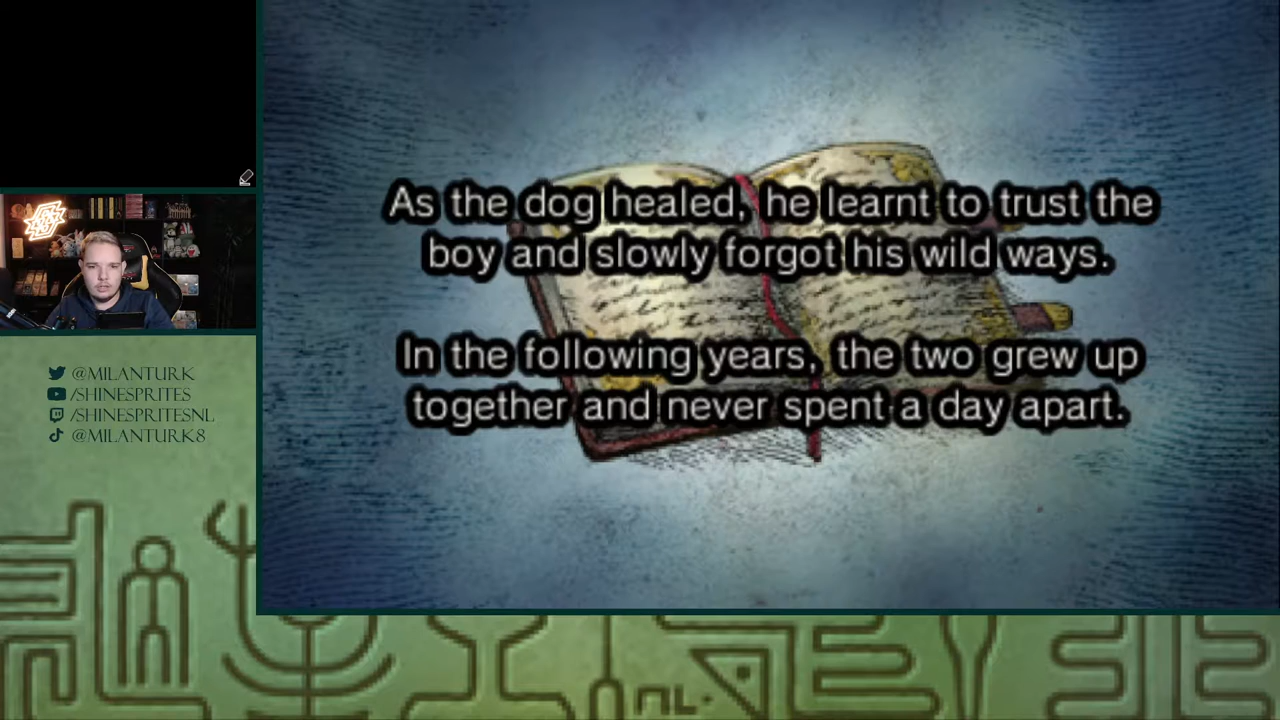 As the dog healed, he learnt to trust the
boy and slowly forgot his wild ways.
In the following years, the two grew up
together and never spent a day apart.
@MILANTURK
/SHINESPRITES
/SHINESPRITESNL
@MILANTURK8